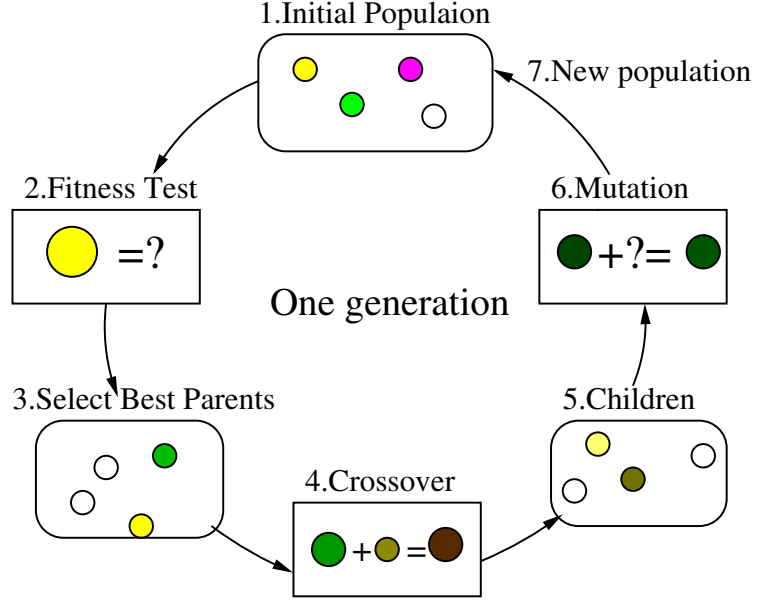 1.Initial Populaion
7.New population
2.Fitness Test
=?
6.Mutation
+?=
One generation
3.Select Best Parents
5.Children
4.Crossover
+ =